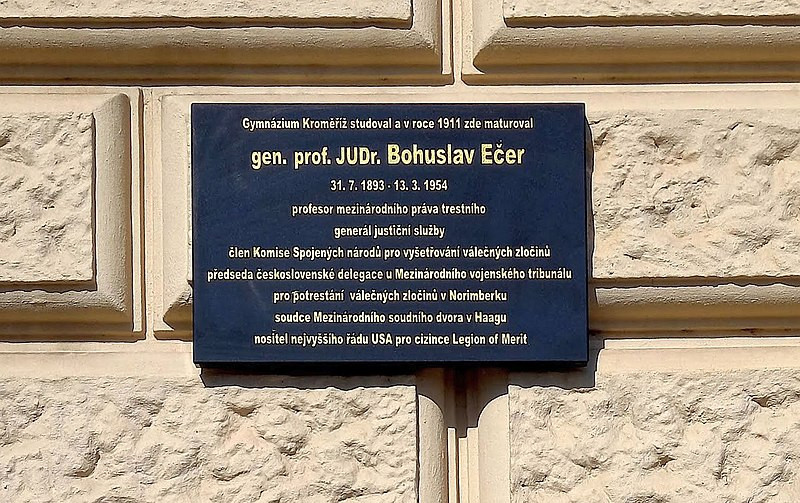 Gymnázium Kroměříž studoval a v roce 1911 zde maturoval
gen. prof. JUDr. Bohuslav Ečer
31. 7. 1893 - 13. 3. 1954
profesor mezinárodního práva trestního
generál justiční služby
člen Komise Spojených národů pro vyšetřování válečných zločinů
předseda československé delegace u Mezinárodního vojenského tribunálu
pro potrestání válečných zločinů v Norimberku
soudce Mezinárodního soudního dvora v Haagu
nositel nejvyššího řádu USA pro cizince Legion of Merit